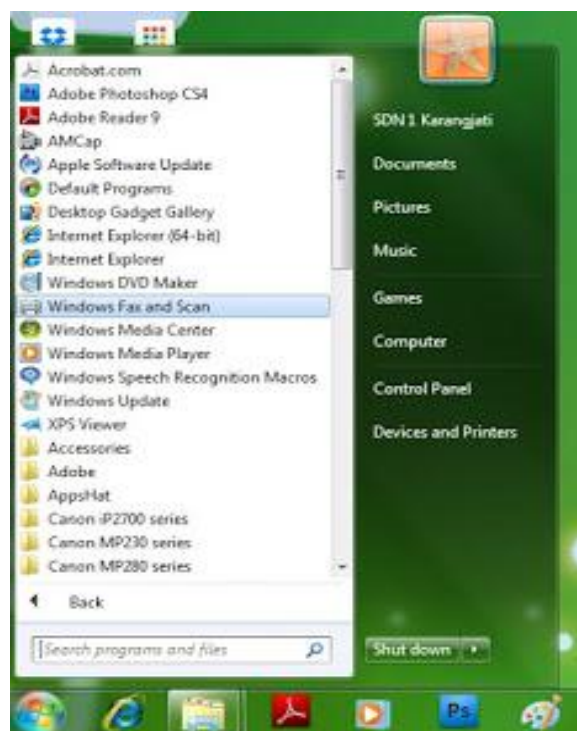 Acrobat.com
Adobe Photoshop CS4
Adobe Reader 9
AMCap
Apple Software Update
Default Programs
Desktop Gadget Gallery
Internet Explorer (64-bit)
Internet Explorer
Windows DVD Maker
Windows Fax and Scan
Windows Media Center
Windows Media Player
Windows Speech Recognition Macros
Windows Update
XPS Viewer
Accessories
Adobe
AppsHat
Canon iP2700 series
Canon MP230 series
Canon MP280 series
Back
Search programs and files
SDN 1 Karangjati
Documents
Pictures
Music
Games
Computer
Control Panel
Devices and Printers
Shut down
Ps